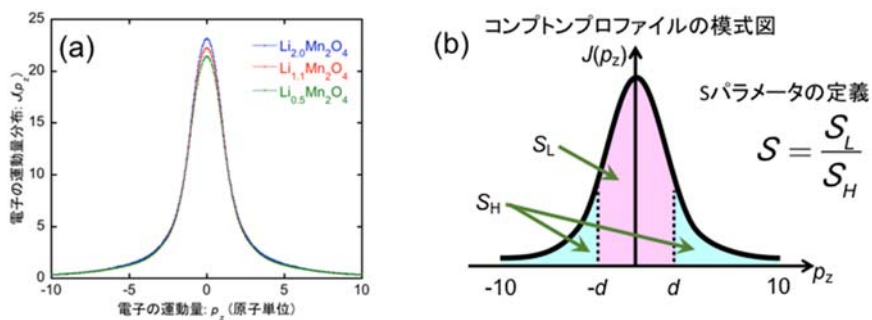 (a)
Li2.0Mn2O4
Li1.1Mn2O4
Li0.5Mn2O4
電子の運動量分布: J(pz)
25
20
15
10
5
0
-10
-5
0
5
10
電子の運動量: pz (原子単位)
(b)
コンプトンプロファイルの模式図
J(pz)
Sパラメータの定義
S = SL / SH
SL
SH
-10
-d
d
10
pz